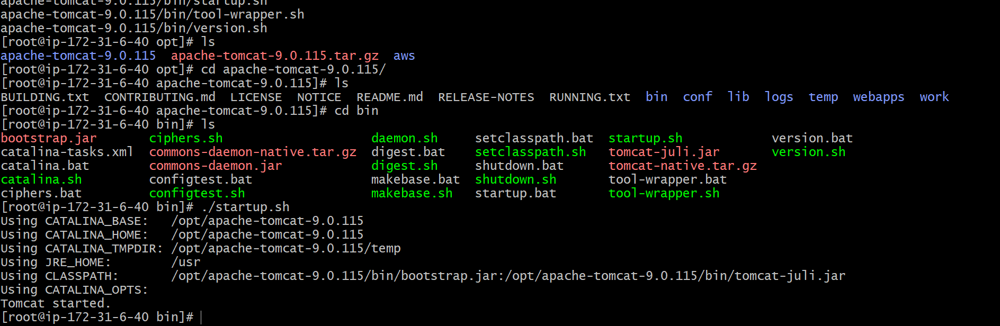 apache-tomcat-9.0.115/bin/startup.sh
apache-tomcat-9.0.115/bin/tool-wrapper.sh
apache-tomcat-9.0.115/bin/version.sh
[root@ip-172-31-6-40 opt]# ls
apache-tomcat-9.0.115  apache-tomcat-9.0.115.tar.gz  aws
[root@ip-172-31-6-40 opt]# cd apache-tomcat-9.0.115/
[root@ip-172-31-6-40 apache-tomcat-9.0.115]# ls
BUILDING.txt  CONTRIBUTING.md  LICENSE  NOTICE  README.md  RELEASE-NOTES  RUNNING.txt  bin  conf  lib  logs  temp  webapps  work
[root@ip-172-31-6-40 apache-tomcat-9.0.115]# cd bin
[root@ip-172-31-6-40 bin]# ls
bootstrap.jar       ciphers.sh                    daemon.sh     setclasspath.bat  startup.sh            version.bat
catalina-tasks.xml  commons-daemon-native.tar.gz  digest.bat    setclasspath.sh   tomcat-juli.jar       version.sh
catalina.bat        commons-daemon.jar            digest.sh     shutdown.bat      tomcat-native.tar.gz
catalina.sh         configtest.bat                makebase.bat  shutdown.sh       tool-wrapper.bat
ciphers.bat         configtest.sh                 makebase.sh   startup.bat       tool-wrapper.sh
[root@ip-172-31-6-40 bin]# ./startup.sh
Using CATALINA_BASE:   /opt/apache-tomcat-9.0.115
Using CATALINA_HOME:   /opt/apache-tomcat-9.0.115
Using CATALINA_TMPDIR: /opt/apache-tomcat-9.0.115/temp
Using JRE_HOME:        /usr
Using CLASSPATH:       /opt/apache-tomcat-9.0.115/bin/bootstrap.jar:/opt/apache-tomcat-9.0.115/bin/tomcat-juli.jar
Using CATALINA_OPTS:
Tomcat started.
[root@ip-172-31-6-40 bin]#